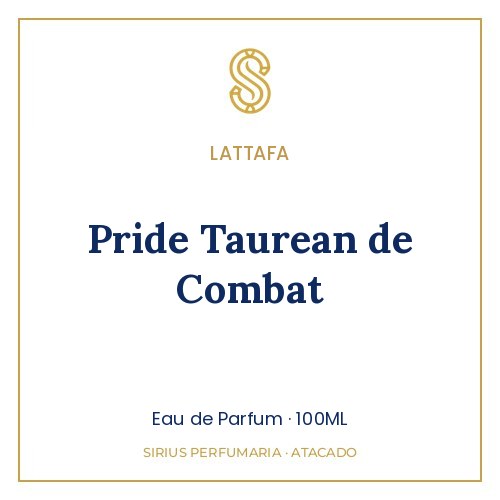 LATTAFA
Pride Taurean de
Combat
Eau de Parfum · 100ML
SIRIUS PERFUMARIA · ATACADO